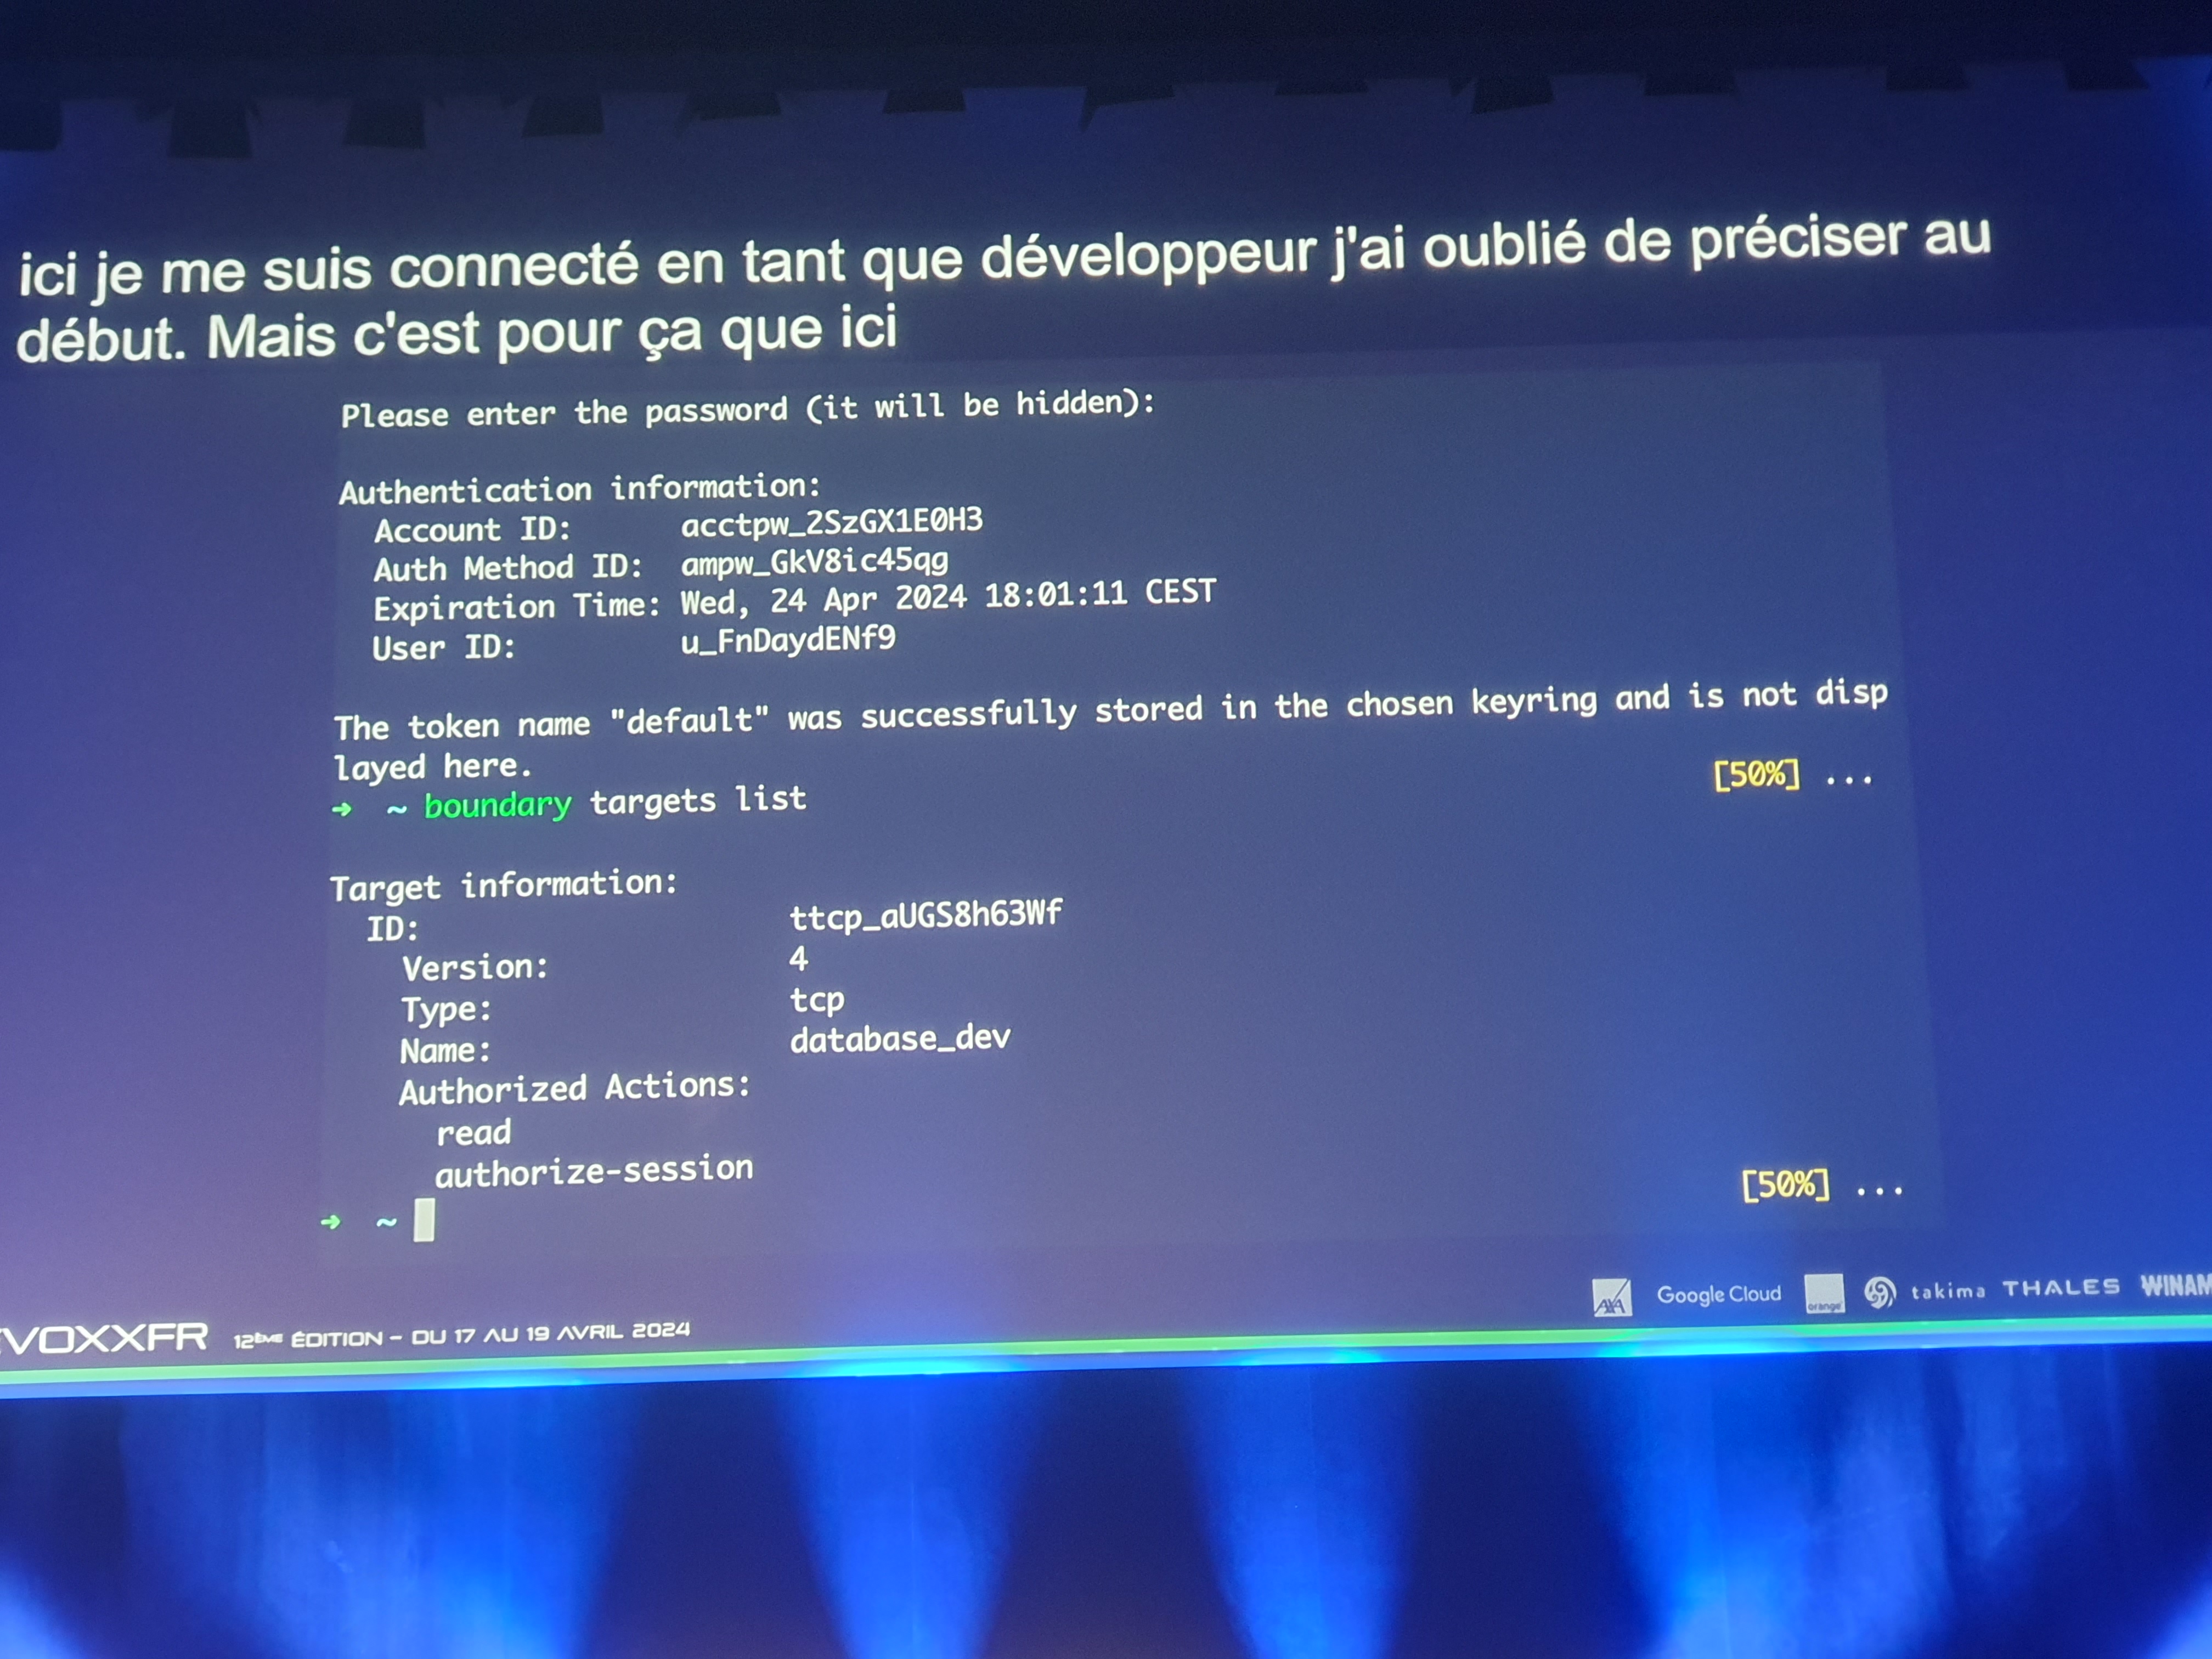 ici je me suis connecté en tant que développeur j'ai oublié de préciser au
début. Mais c'est pour ça que ici
Please enter the password (it will be hidden):
Authentication information:
Account ID: acctpw_2SzGX1E0H3
Auth Method ID: ampw_GkV8ic45qg
Expiration Time: Wed, 24 Apr 2024 18:01:11 CEST
User ID: u_FnDaydENf9
The token name "default" was successfully stored in the chosen keyring and is not disp
layed here.
[50%] ...
➜ ~ boundary targets list
Target information:
ID: ttcp_aUGS8h63Wf
Version: 4
Type: tcp
Name: database_dev
Authorized Actions:
read
authorize-session
[50%] ...
➜ ~
AXA Google Cloud orange takima THALES WINAM
VOXXFR 12ème ÉDITION - DU 17 AU 19 AVRIL 2024